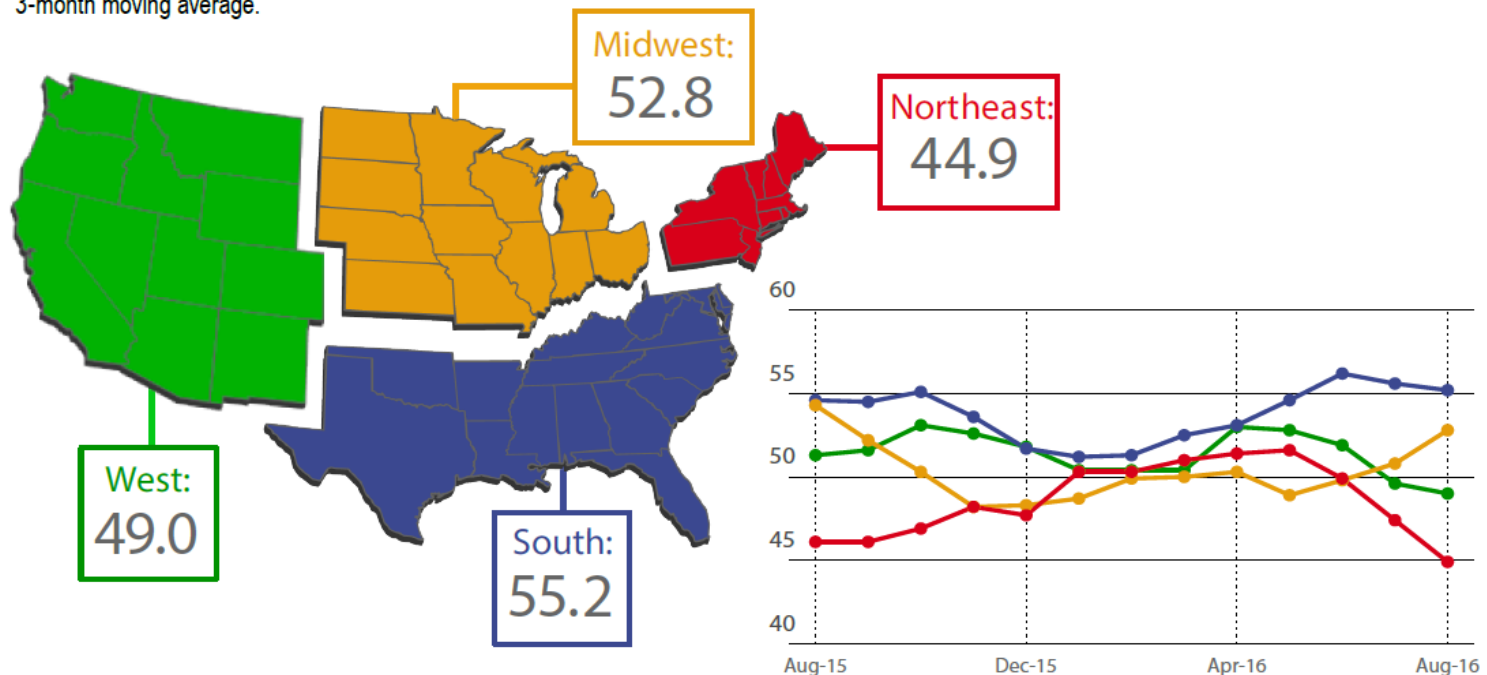 3-month moving average.
Midwest:
52.8
Northeast:
44.9
West:
49.0
South:
55.2
60
55
50
45
40
Aug-15 Dec-15 Apr-16 Aug-16